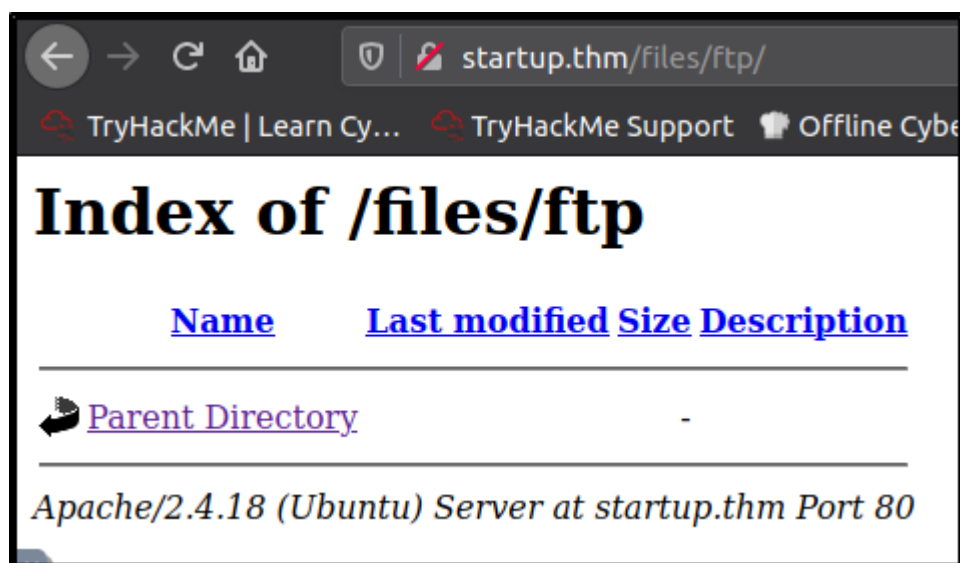 startup.thm/files/ftp/
TryHackMe | Learn Cy... TryHackMe Support Offline Cybe
Index of /files/ftp
Name Last modified Size Description
Parent Directory -
Apache/2.4.18 (Ubuntu) Server at startup.thm Port 80